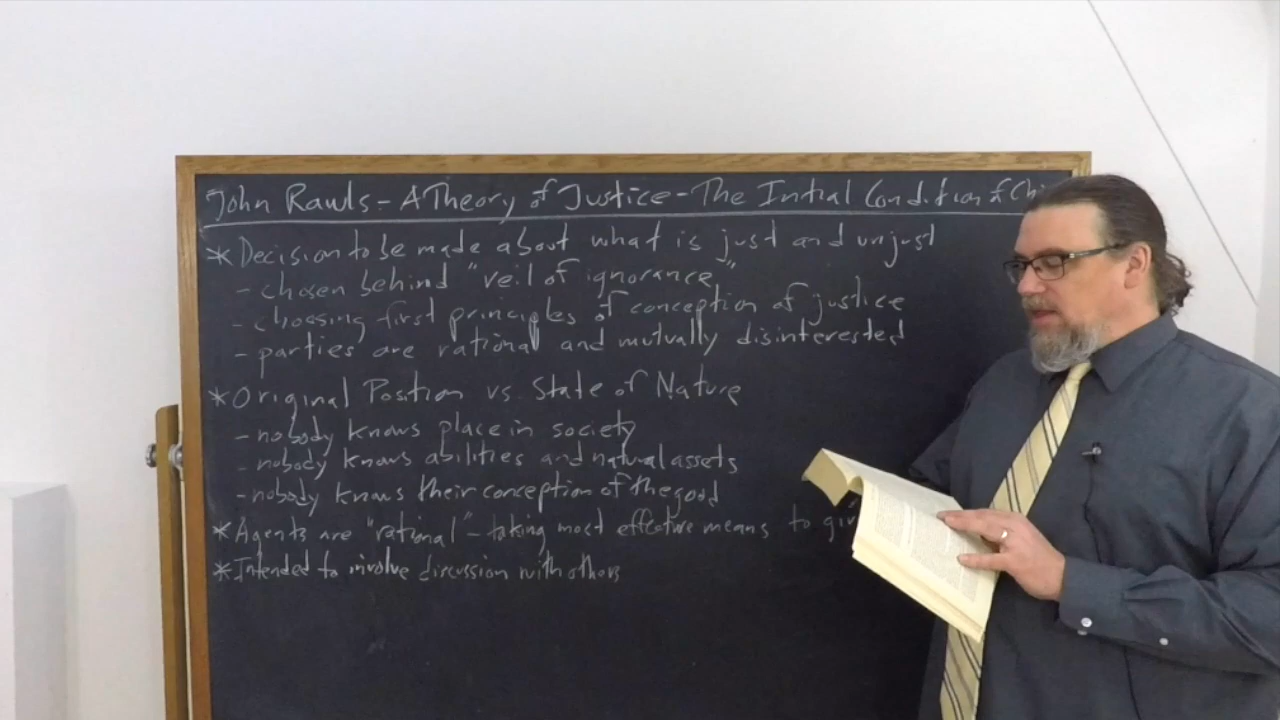 John Rawls - A Theory of Justice - The Initial Condition of
* Decision to be made about what is just and unjust
- chosen behind "veil of ignorance"
- choosing first principles of conception of justice
- parties are rational and mutually disinterested
* Original Position vs State of Nature
- nobody knows place in society
- nobody knows abilities and natural assets
- nobody knows their conception of the good
* Agents are "rational" - taking most effective means to
* Intended to involve discussion with others